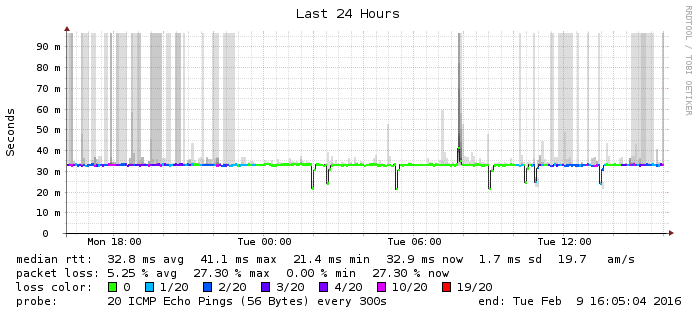 Last 24 Hours
RRDTOOL / TOBI OETIKER
Seconds
90 m
80 m
70 m
60 m
50 m
40 m
30 m
20 m
10 m
0
Mon 18:00 Tue 00:00 Tue 06:00 Tue 12:00
median rtt: 32.8 ms avg 41.1 ms max 21.4 ms min 32.9 ms now 1.7 ms sd 19.7 am/s
packet loss: 5.25 % avg 27.30 % max 0.00 % min 27.30 % now
loss color: 0 1/20 2/20 3/20 4/20 10/20 19/20
probe: 20 ICMP Echo Pings (56 Bytes) every 300s end: Tue Feb 9 16:05:04 2016